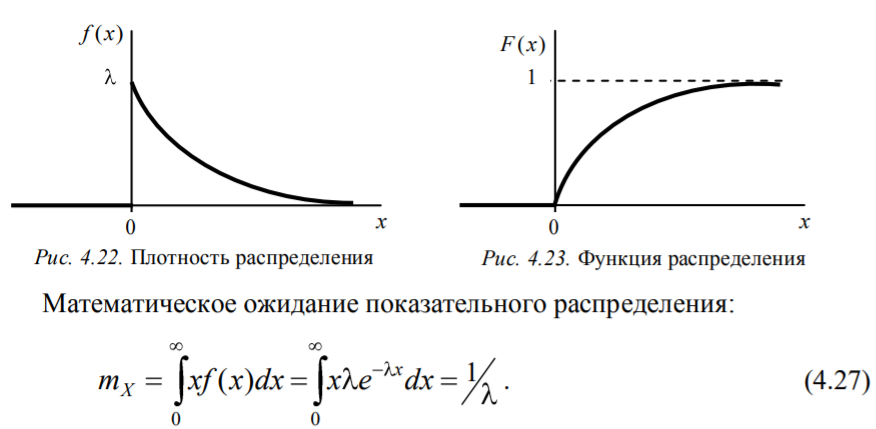 f(x)
λ
0
x
Рис. 4.22. Плотность распределения
F(x)
1
0
x
Рис. 4.23. Функция распределения
Математическое ожидание показательного распределения:
m_X = ∫_0^∞ xf(x)dx = ∫_0^∞ xλe^{−λx}dx = 1/λ. (4.27)